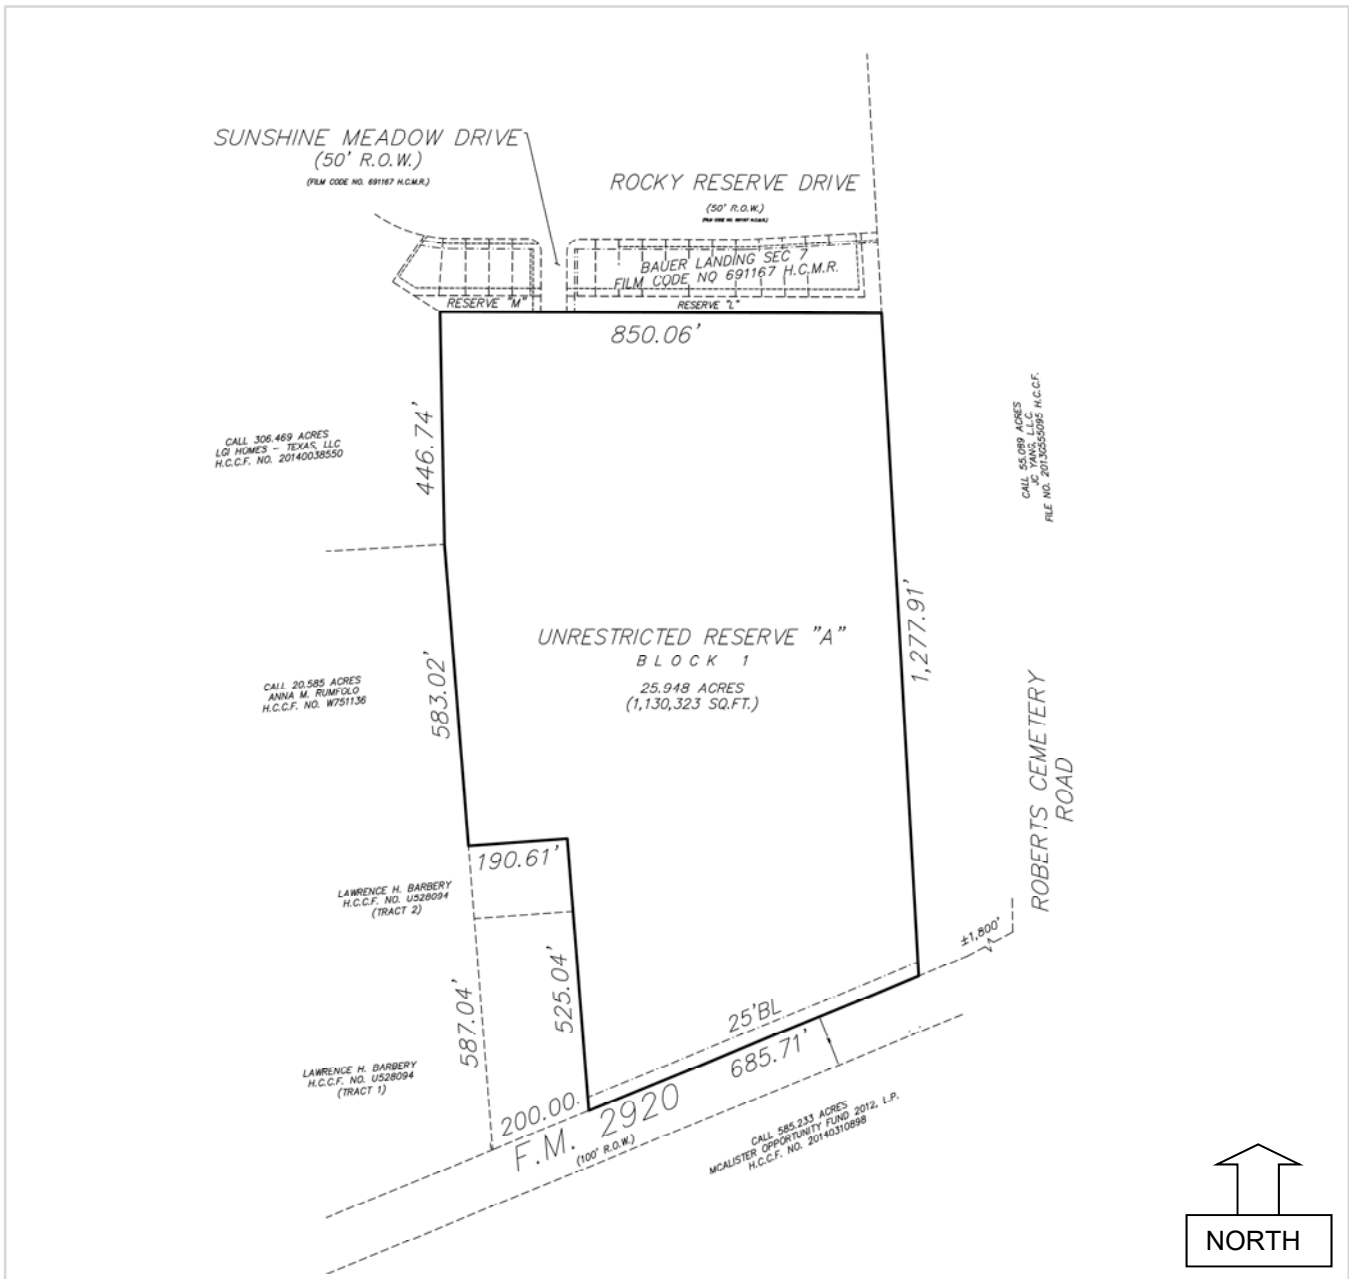 SUNSHINE MEADOW DRIVE
(50' R.O.W.)
(FILM CODE NO. 691167 H.C.M.R.)
ROCKY RESERVE DRIVE
(50' R.O.W.)
(FILM CODE NO. 691167 H.C.M.R.)
BAUER LANDING SEC 7
FILM CODE NO 691167 H.C.M.R.
RESERVE "M"
RESERVE "L"
850.06'
446.74'
CALL 306.469 ACRES
LGI HOMES - TEXAS, LLC
H.C.C.F. NO. 20140038550
CALL 55.089 ACRES
JC YANG, L.L.C.
FILE NO. 20130555095 H.C.C.F.
1,277.91'
UNRESTRICTED RESERVE "A"
BLOCK 1
25.948 ACRES
(1,130,323 SQ.FT.)
583.02'
CALL 20.585 ACRES
ANNA M. RUMFOLO
H.C.C.F. NO. W751136
ROBERTS CEMETERY
ROAD
190.61'
LAWRENCE H. BARBERY
H.C.C.F. NO. U528094
(TRACT 2)
±1,800'
525.04'
587.04'
25'BL
685.71'
LAWRENCE H. BARBERY
H.C.C.F. NO. U528094
(TRACT 1)
200.00
F.M. 2920
(100' R.O.W.)
CALL 585.233 ACRES
MCALISTER OPPORTUNITY FUND 2012, L.P.
H.C.C.F. NO. 20140310898
NORTH